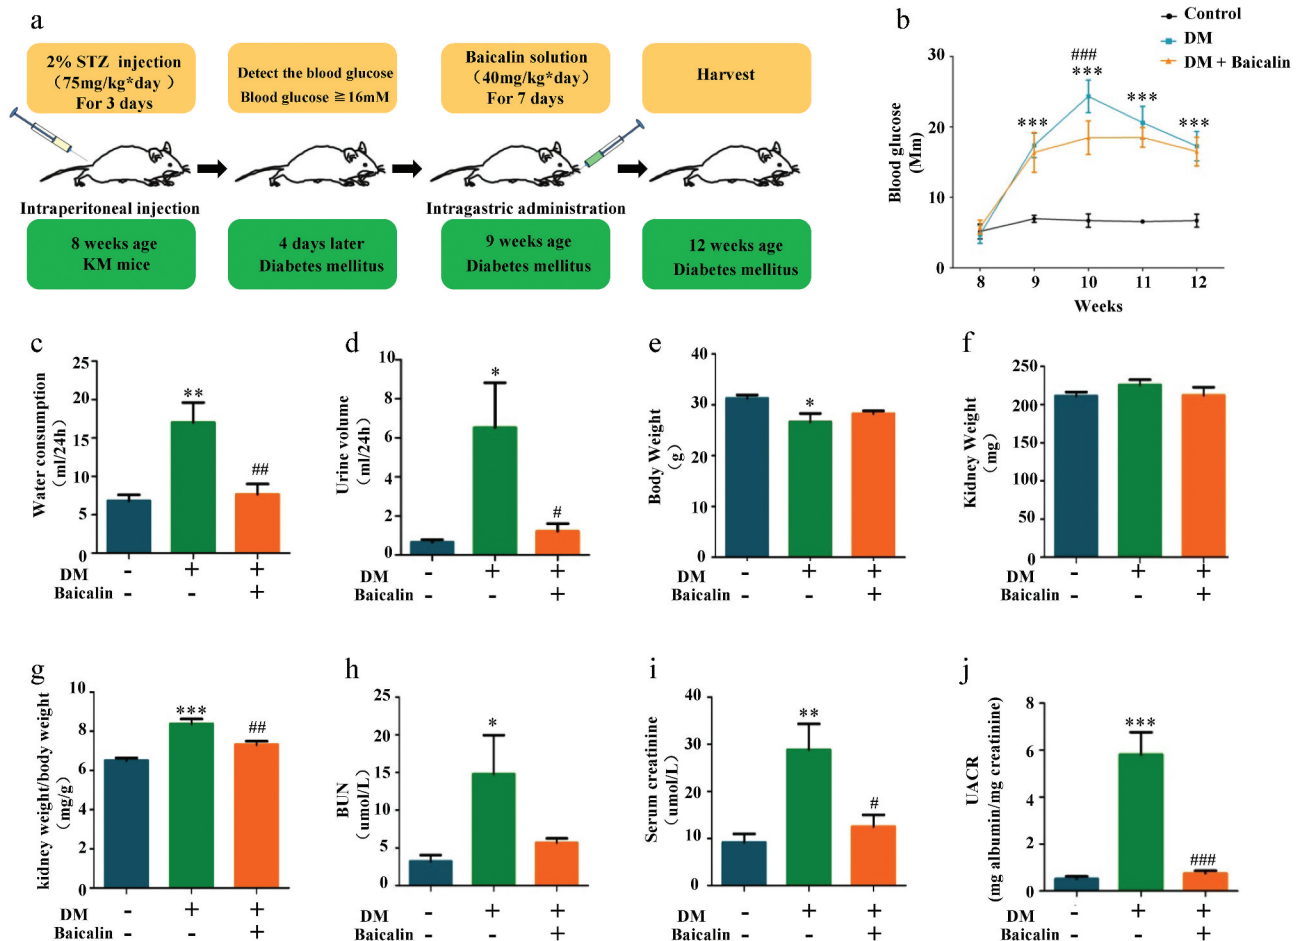 a
2% STZ injection
(75mg/kg*day )
For 3 days
Detect the blood glucose
Blood glucose ≧16mM
Baicalin solution
(40mg/kg*day)
For 7 days
Harvest
Intraperitoneal injection
Intragastric administration
8 weeks age
KM mice
4 days later
Diabetes mellitus
9 weeks age
Diabetes mellitus
12 weeks age
Diabetes mellitus
b
Control
DM
DM + Baicalin
Blood glucose
(Mm)
30
20
10
0
***
###
***
***
***
8 9 10 11 12
Weeks
c
Water consumption
(ml/24h)
25
20
15
10
5
0
**
##
DM - + +
Baicalin - - +
d
Urine volume
(ml/24h)
10
8
6
4
2
0
*
#
DM - + +
Baicalin - - +
e
Body Weight
(g)
40
30
20
10
0
*
DM - + +
Baicalin - - +
f
Kidney Weight
(mg)
250
200
150
100
50
0
DM - + +
Baicalin - - +
g
kidney weight/body weight
(mg/g)
10
8
6
4
2
0
***
##
DM - + +
Baicalin - - +
h
BUN
(umol/L)
25
20
15
10
5
0
*
DM - + +
Baicalin - - +
i
Serum creatinine
(umol/L)
40
30
20
10
0
**
#
DM - + +
Baicalin - - +
j
UACR
(mg albumin/mg creatinine)
8
6
4
2
0
***
###
DM - + +
Baicalin - - +